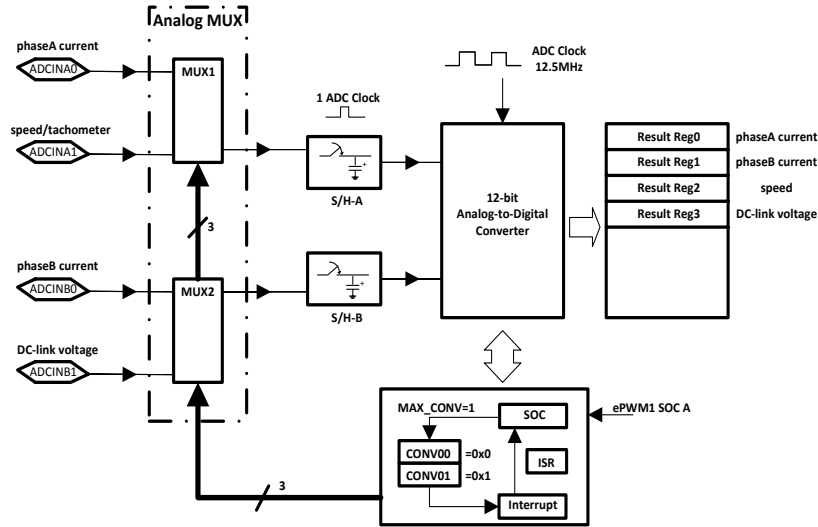 Analog MUX
phaseA current
ADCINA0
MUX1
speed/tachometer
ADCINA1
3
phaseB current
ADCINB0
MUX2
DC-link voltage
ADCINB1
1 ADC Clock
S/H-A
S/H-B
ADC Clock
12.5MHz
12-bit
Analog-to-Digital
Converter
Result Reg0 phaseA current
Result Reg1 phaseB current
Result Reg2 speed
Result Reg3 DC-link voltage
MAX_CONV=1
SOC
ePWM1 SOC A
CONV00 =0x0
CONV01 =0x1
ISR
Interrupt
3